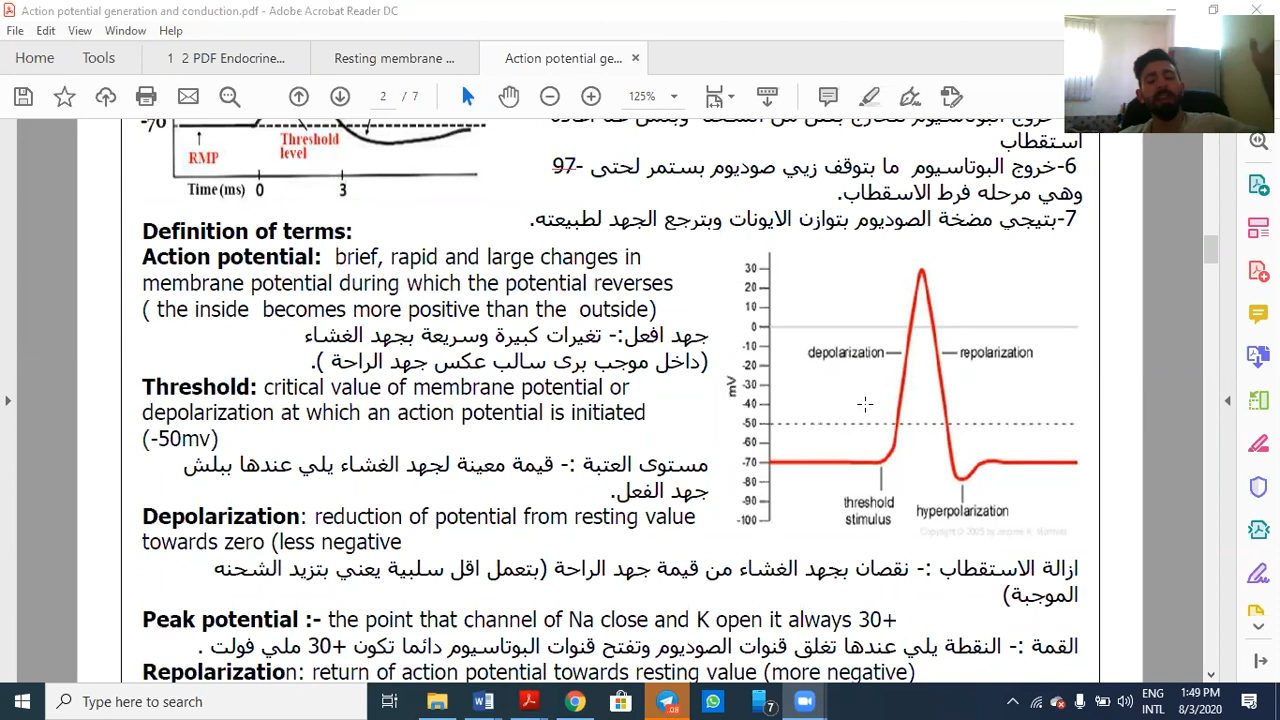 Action potential generation and conduction.pdf - Adobe Acrobat Reader DC
File Edit View Window Help
Home Tools 1 2 PDF Endocrine... Resting membrane ... Action potential ge... ×
2 / 7 125%
-70
RMP
Threshold
level
Time (ms) 0 3
استقطاب
6-خروج البوتاسيوم ما بتوقف زيي صوديوم بستمر لحتى -97
وهي مرحله فرط الاسقطاب.
7-بتيجي مضخة الصوديوم بتوازن الايونات وبترجع الجهد لطبيعته.
Definition of terms:
Action potential: brief, rapid and large changes in
membrane potential during which the potential reverses
( the inside becomes more positive than the outside)
جهد افعل:- تغيرات كبيرة وسريعة بجهد الغشاء
(داخل موجب برى سالب عكس جهد الراحة ).
Threshold: critical value of membrane potential or
depolarization at which an action potential is initiated
(-50mv)
مستوى العتبة :- قيمة معينة لجهد الغشاء يلي عندها ببلش
جهد الفعل.
30
20
10
0
-10
-20
-30
-40
-50
-60
-70
-80
-90
-100
mV
depolarization
repolarization
threshold
stimulus
hyperpolarization
Depolarization: reduction of potential from resting value
towards zero (less negative
ازالة الاستقطاب :- نقصان بجهد الغشاء من قيمة جهد الراحة (بتعمل اقل سلبية يعني بتزيد الشحنه
الموجبة)
Peak potential :- the point that channel of Na close and K open it always 30+
القمة :- النقطة يلي عندها تغلق قنوات الصوديوم وتفتح قنوات البوتاسيوم دائما تكون +30 ملي فولت .
Repolarization: return of action potential towards resting value (more negative)
Type here to search
.08
7
ENG
INTL
1:49 PM
8/3/2020